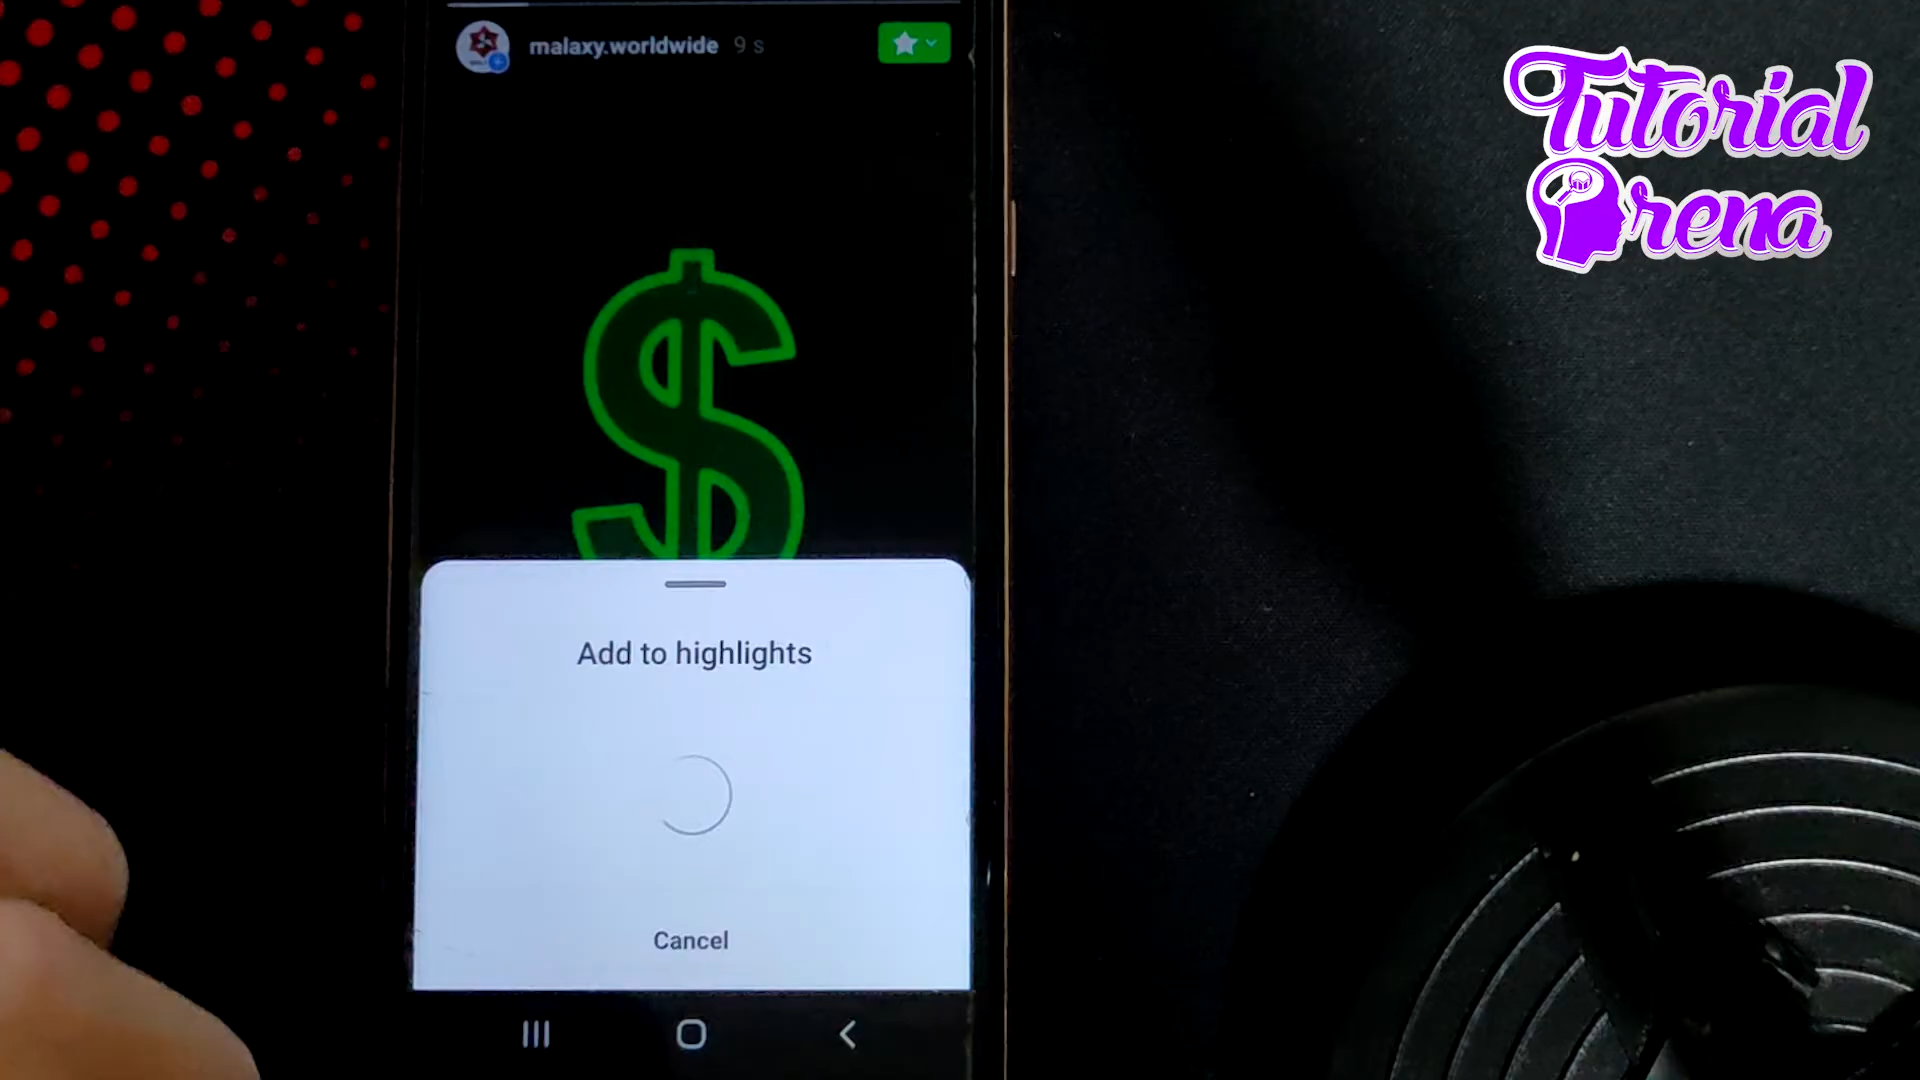 malaxy.worldwide 9 s
Tutorial
Arena
$
Add to highlights
Cancel